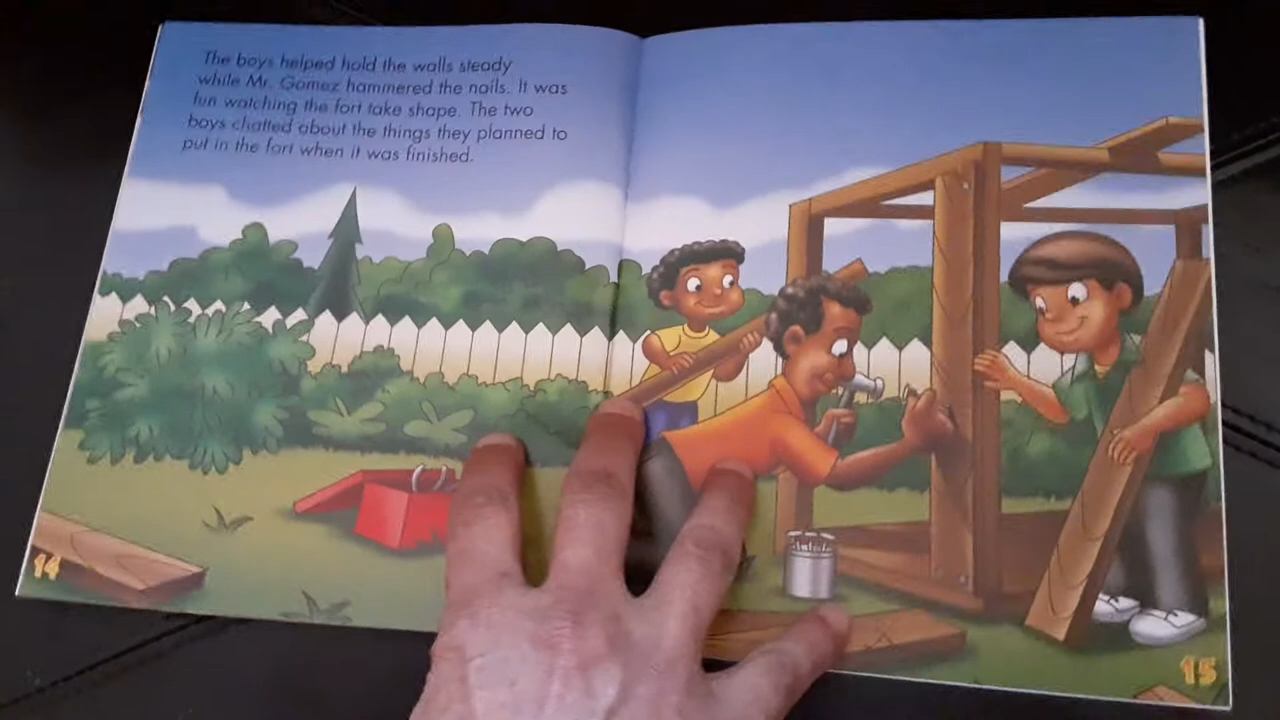 The boys helped hold the walls steady
while Mr. Gomez hammered the nails. It was
fun watching the fort take shape. The two
boys chatted about the things they planned to
put in the fort when it was finished.
14
15